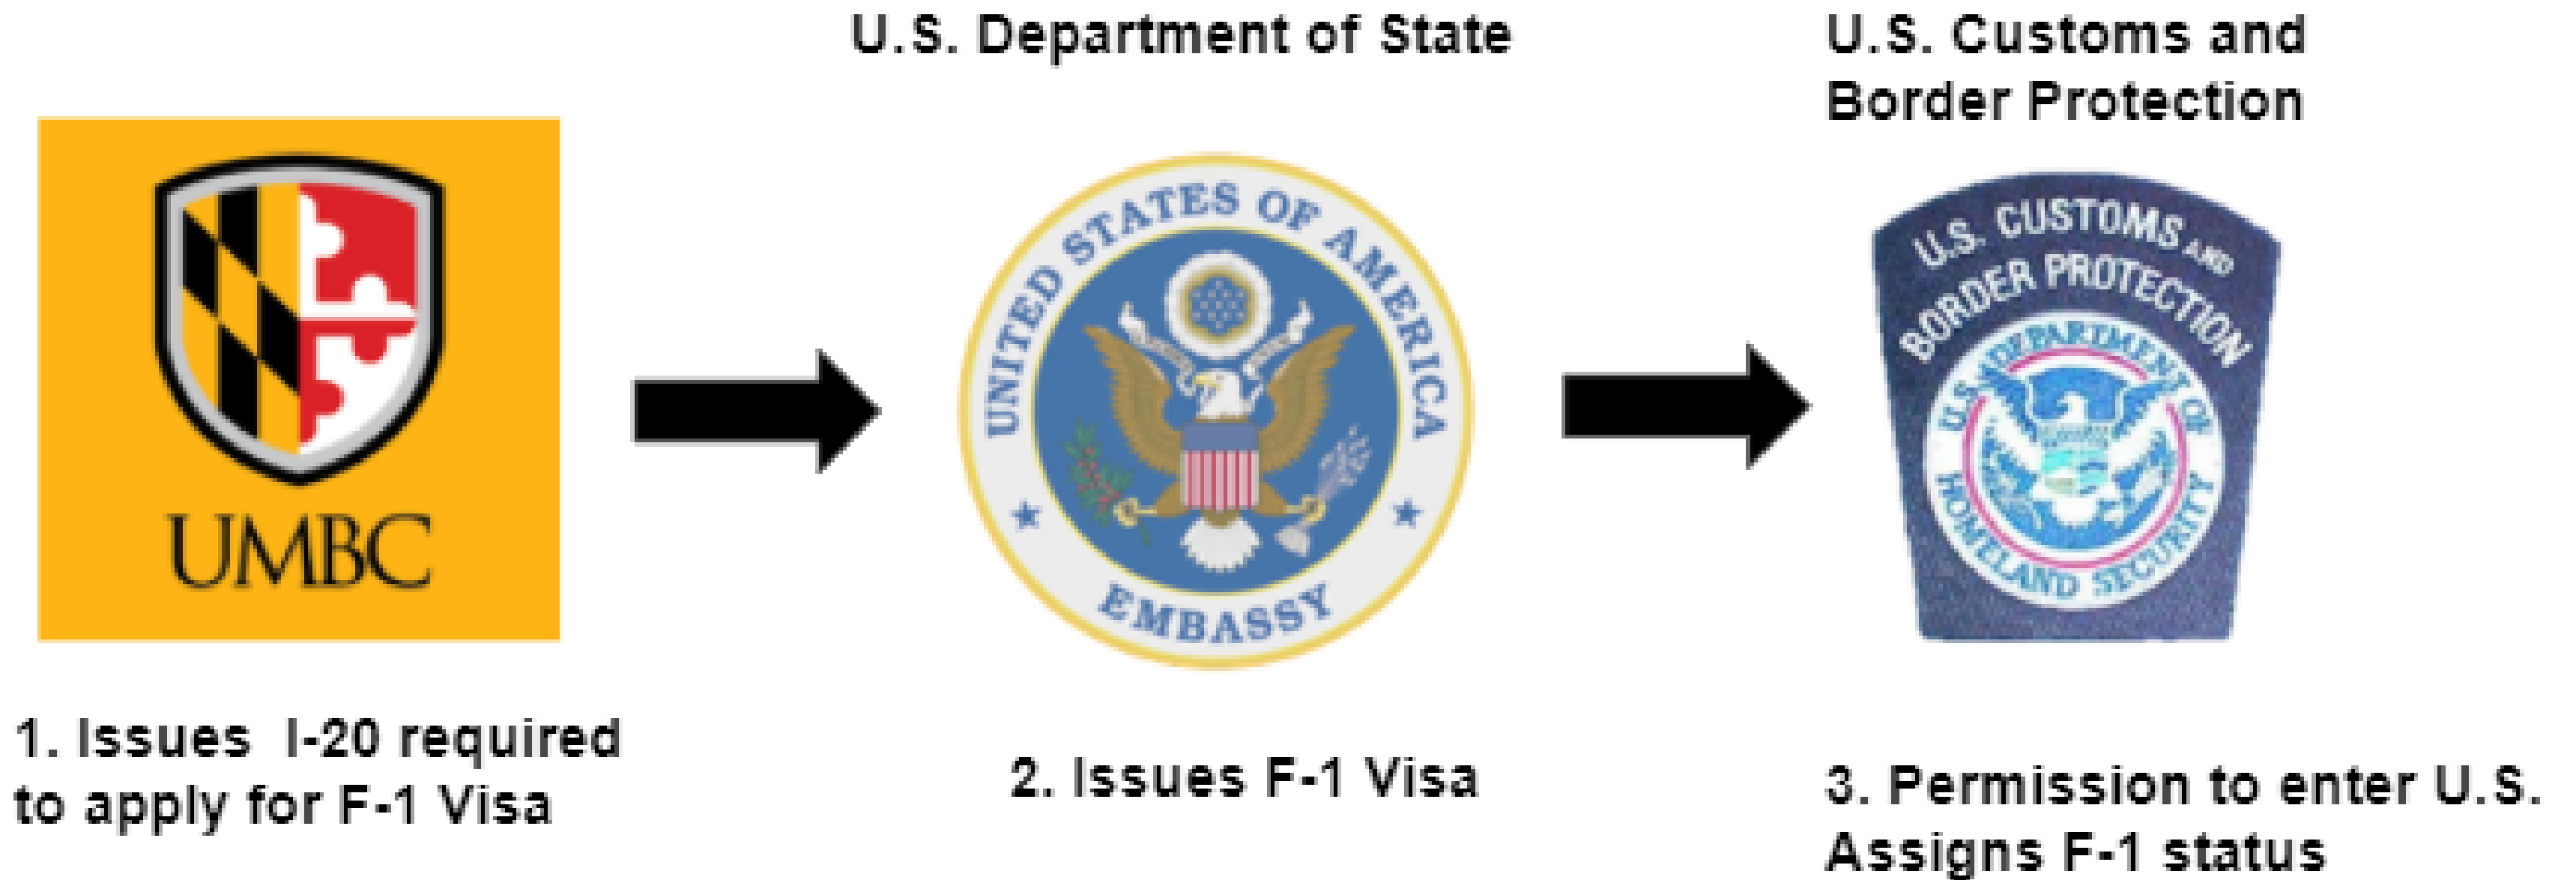 U.S. Department of State
U.S. Customs and
Border Protection
UMBC
UNITED STATES OF AMERICA
EMBASSY
U.S. CUSTOMS AND
BORDER PROTECTION
U.S. DEPARTMENT OF
HOMELAND SECURITY
1. Issues I-20 required
to apply for F-1 Visa
2. Issues F-1 Visa
3. Permission to enter U.S.
Assigns F-1 status